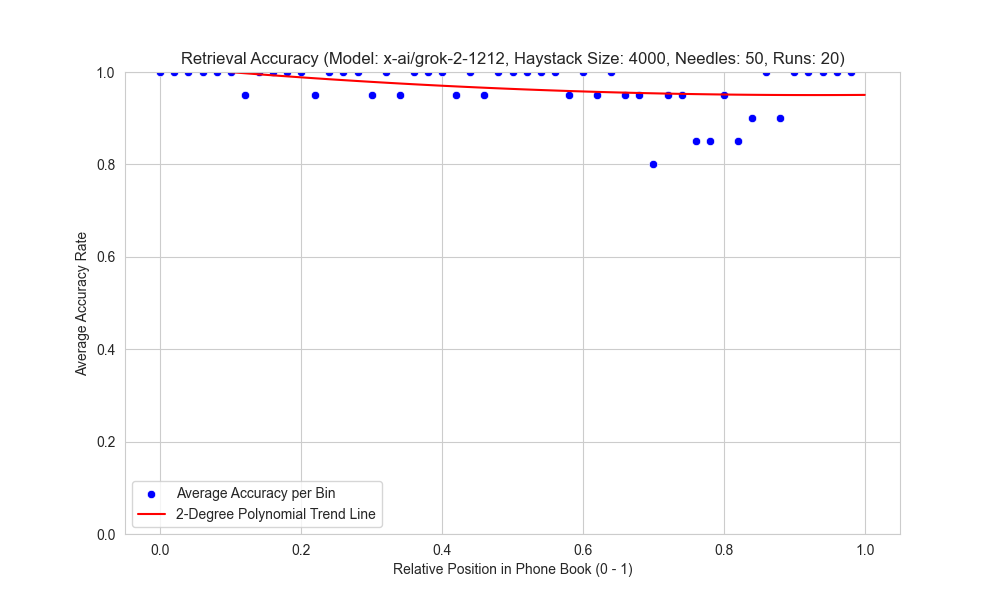 Retrieval Accuracy (Model: x-ai/grok-2-1212, Haystack Size: 4000, Needles: 50, Runs: 20)
1.0
0.8
0.6
0.4
0.2
0.0
Average Accuracy Rate
Average Accuracy per Bin
2-Degree Polynomial Trend Line
0.0 0.2 0.4 0.6 0.8 1.0
Relative Position in Phone Book (0 - 1)